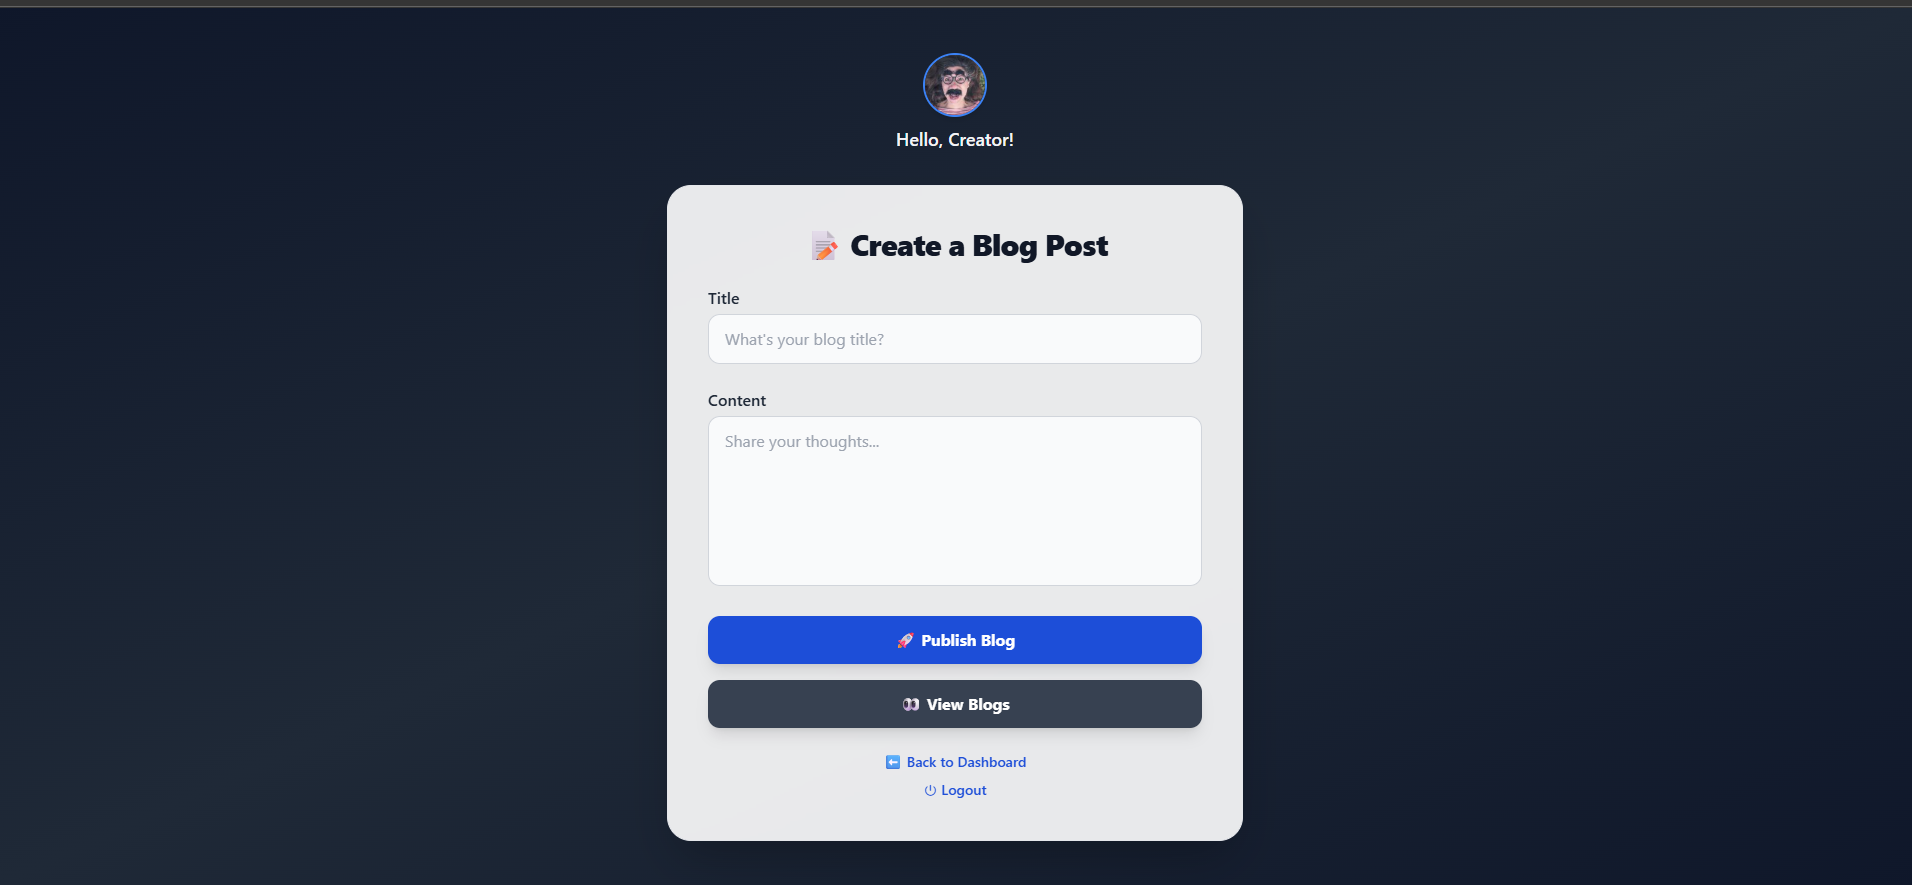 Hello, Creator!
📝 Create a Blog Post
Title
What's your blog title?
Content
Share your thoughts...
🚀 Publish Blog
👀 View Blogs
⬅️ Back to Dashboard
⏻ Logout